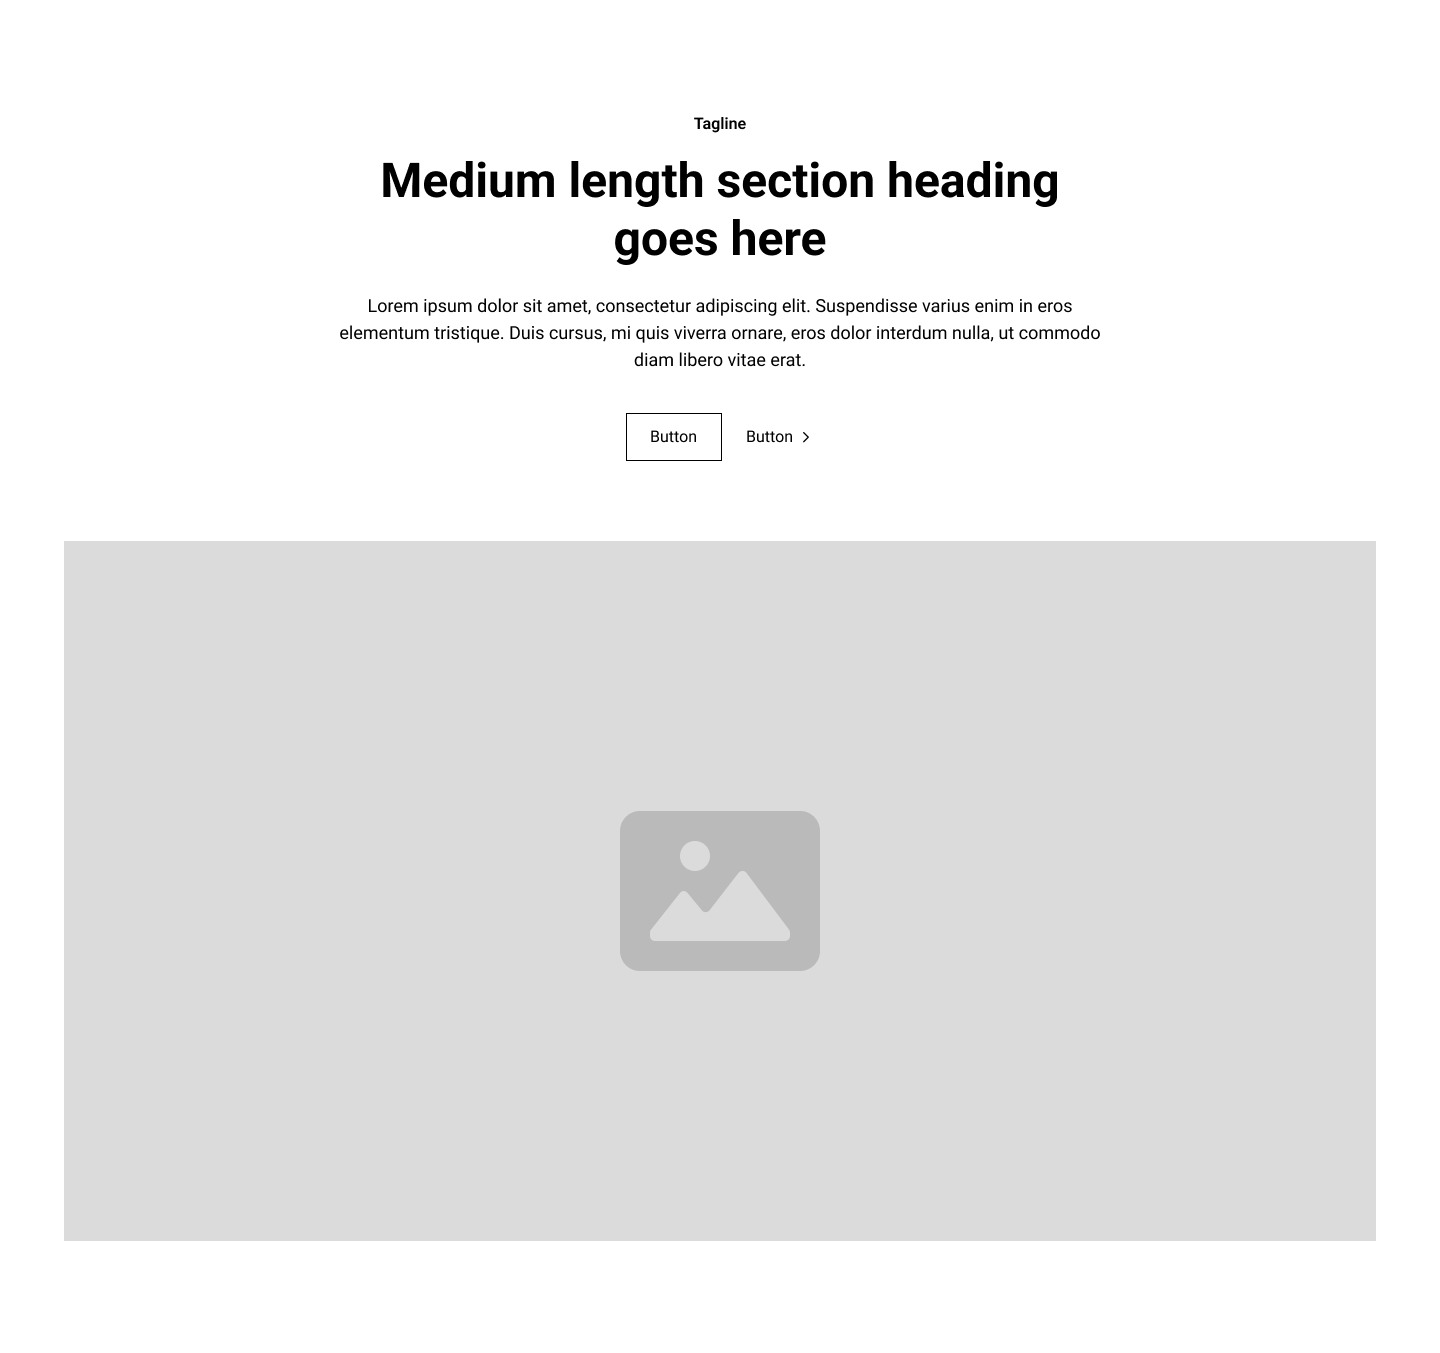 Tagline
Medium length section heading
goes here
Lorem ipsum dolor sit amet, consectetur adipiscing elit. Suspendisse varius enim in eros
elementum tristique. Duis cursus, mi quis viverra ornare, eros dolor interdum nulla, ut commodo
diam libero vitae erat.
Button
Button